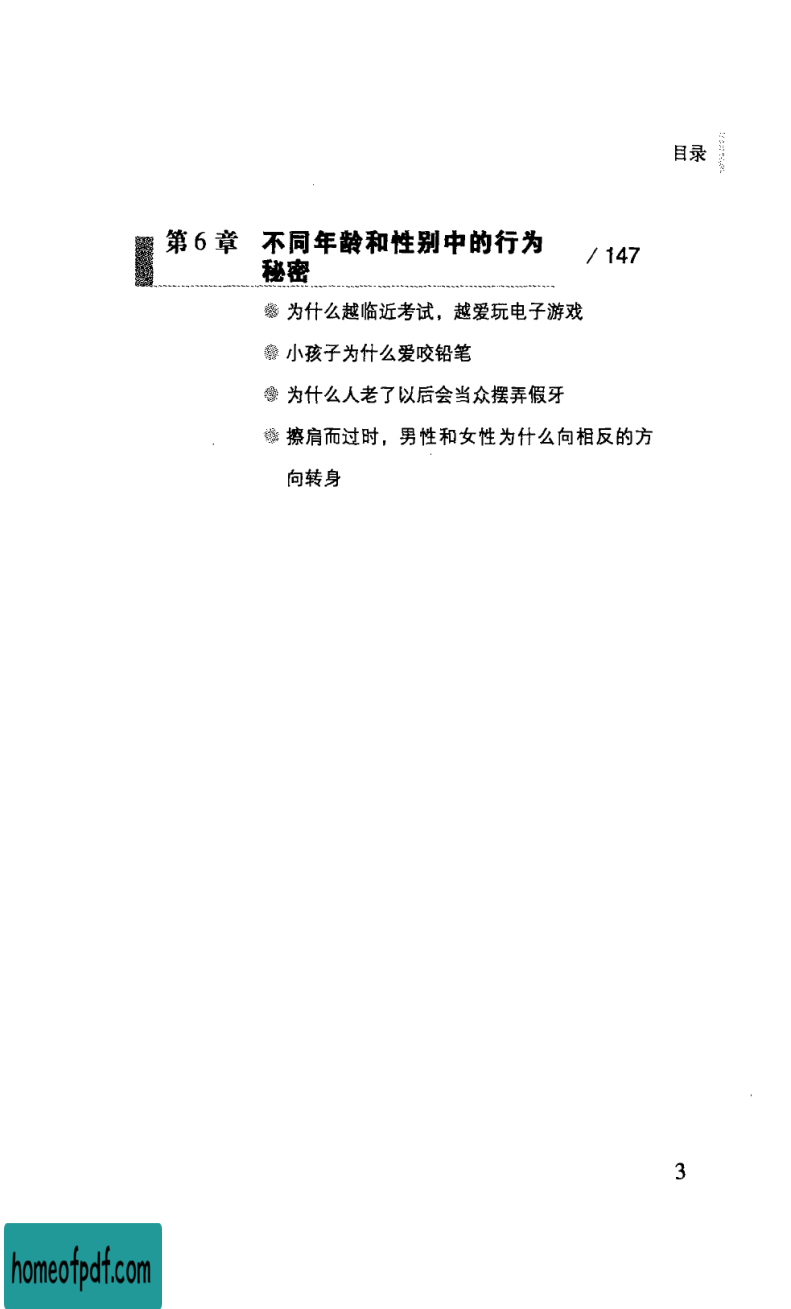 目录
第6章 不同年龄和性别中的行为
秘密 / 147
为什么越临近考试，越爱玩电子游戏
小孩子为什么爱咬铅笔
为什么人老了以后会当众摆弄假牙
擦肩而过时，男性和女性为什么向相反的方
向转身
3
homeofpdf.com